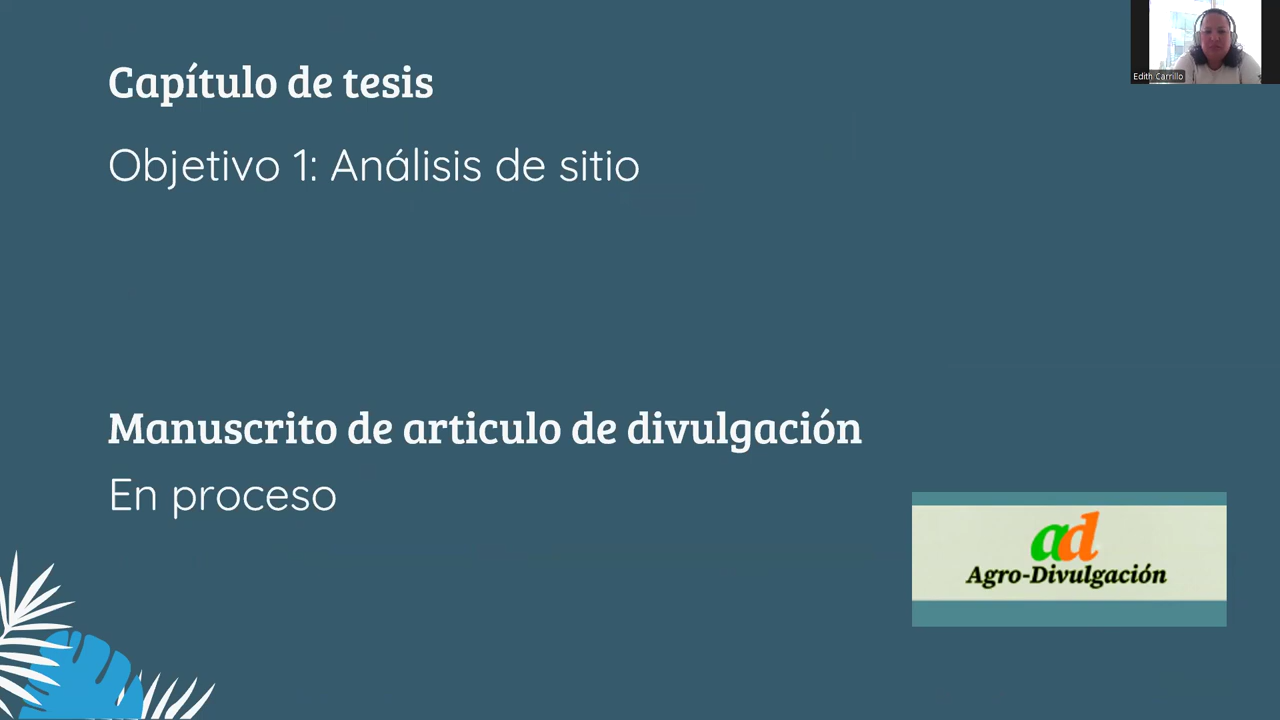 Capítulo de tesis
Edith Carrillo
Objetivo 1: Análisis de sitio
Manuscrito de articulo de divulgación
En proceso
ad
Agro-Divulgación